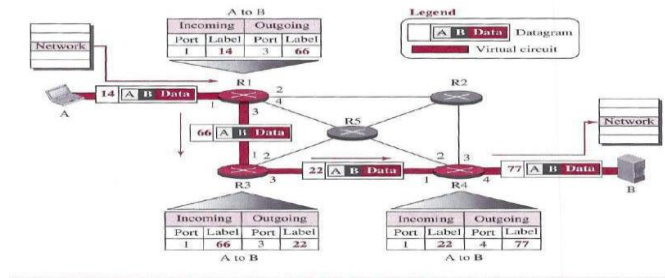 A to B
Incoming Outgoing
Port Label Port Label
1 14 3 66
Legend
A B Data Datagram
Virtual circuit
Network
R1
R2
14 A B Data
A
1 2 4 3
R5
Network
66 A B Data
1 2
R3
3
22 A B Data
2 3
1 R4 4
77 A B Data
B
Incoming Outgoing
Port Label Port Label
1 66 3 22
A to B
Incoming Outgoing
Port Label Port Label
1 22 4 77
A to B